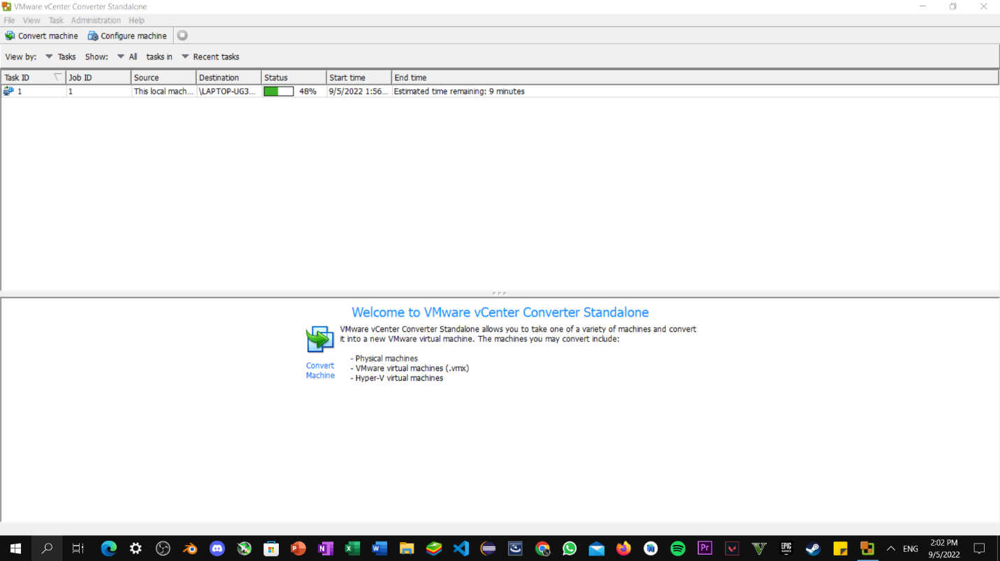 VMware vCenter Converter Standalone
File View Task Administration Help
Convert machine Configure machine
View by: Tasks Show: All tasks in Recent tasks
Task ID Job ID Source Destination Status Start time End time
1 1 This local mach... \LAPTOP-UG3... 48% 9/5/2022 1:56... Estimated time remaining: 9 minutes
Welcome to VMware vCenter Converter Standalone
VMware vCenter Converter Standalone allows you to take one of a variety of machines and convert
it into a new VMware virtual machine. The machines you may convert include:
- Physical machines
Convert
Machine
- VMware virtual machines (.vmx)
- Hyper-V virtual machines
P N X W Pr EPIC GAMES ENG 2:02 PM
9/5/2022